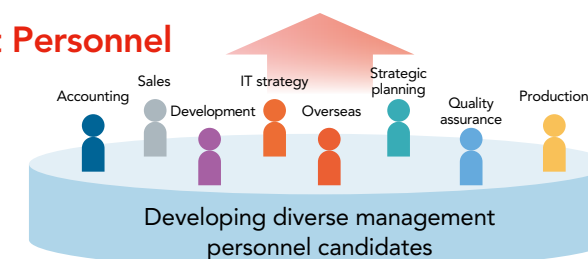 : Personnel
Sales
IT strategy
Strategic
planning
Accounting
Development
Overseas
Quality
assurance
Production
Developing diverse management
personnel candidates